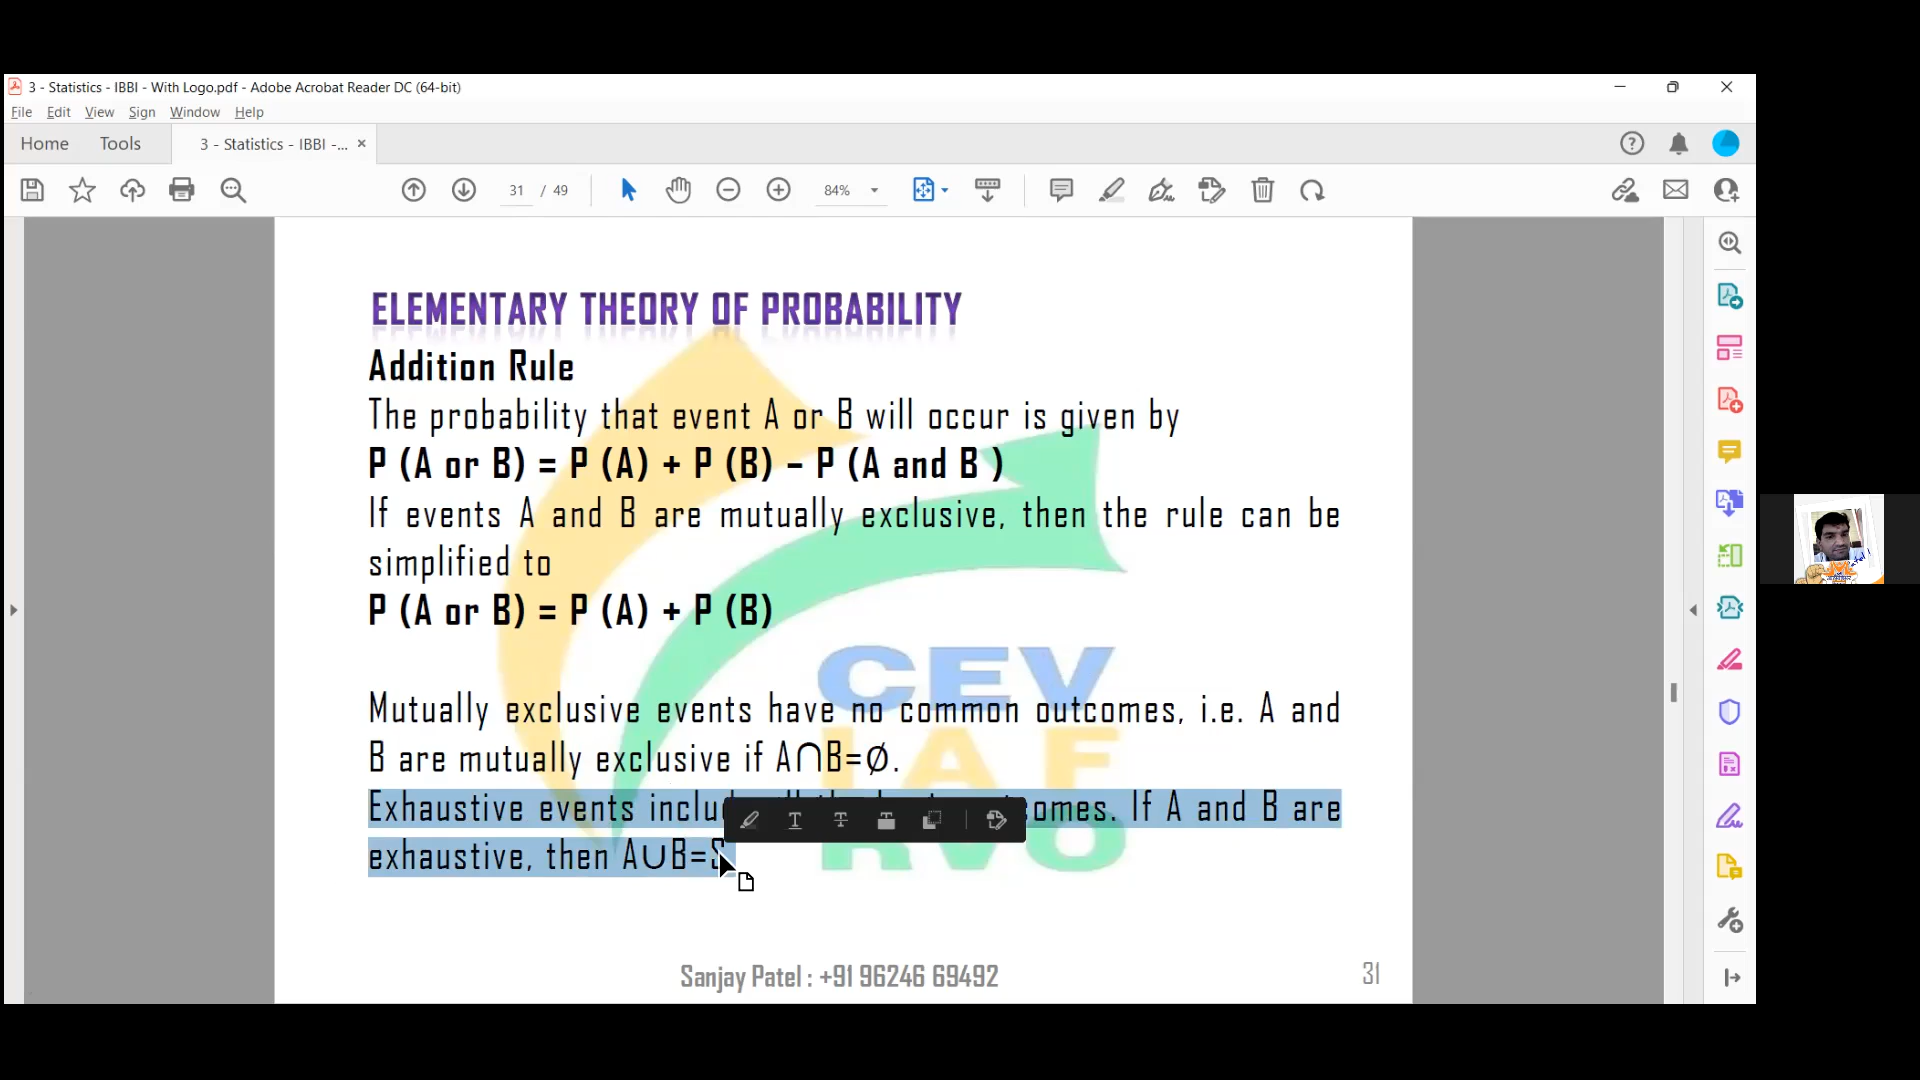 3 - Statistics - IBBI - With Logo.pdf - Adobe Acrobat Reader DC (64-bit)
File Edit View Sign Window Help
Home Tools 3 - Statistics - IBBI -... ×
31 / 49 84%
ELEMENTARY THEORY OF PROBABILITY
Addition Rule
The probability that event A or B will occur is given by
P (A or B) = P (A) + P (B) – P (A and B )
If events A and B are mutually exclusive, then the rule can be
simplified to
P (A or B) = P (A) + P (B)
CEV
Mutually exclusive events have no common outcomes, i.e. A and
B are mutually exclusive if A∩B=∅.
IAF
Exhaustive events If A and B are
exhaustive, then A∪B=S
RVO
Sanjay Patel : +91 96246 69492
31